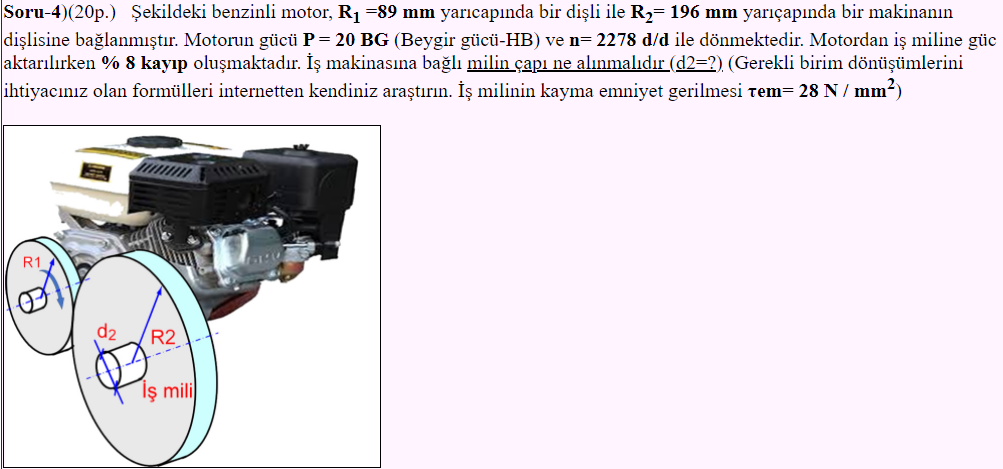 Soru-4)(20p.) Şekildeki benzinli motor, R1 =89 mm yarıcapında bir dişli ile R2= 196 mm yarıçapında bir makinanın
dişlisine bağlanmıştır. Motorun gücü P = 20 BG (Beygir gücü-HB) ve n= 2278 d/d ile dönmektedir. Motordan iş miline güç
aktarılırken % 8 kayıp oluşmaktadır. İş makinasına bağlı milin çapı ne alınmalıdır (d2=?) (Gerekli birim dönüşümlerini
ihtiyacınız olan formülleri internetten kendiniz araştırın. İş milinin kayma emniyet gerilmesi τem= 28 N / mm2)
R1
d2
R2
İş mili